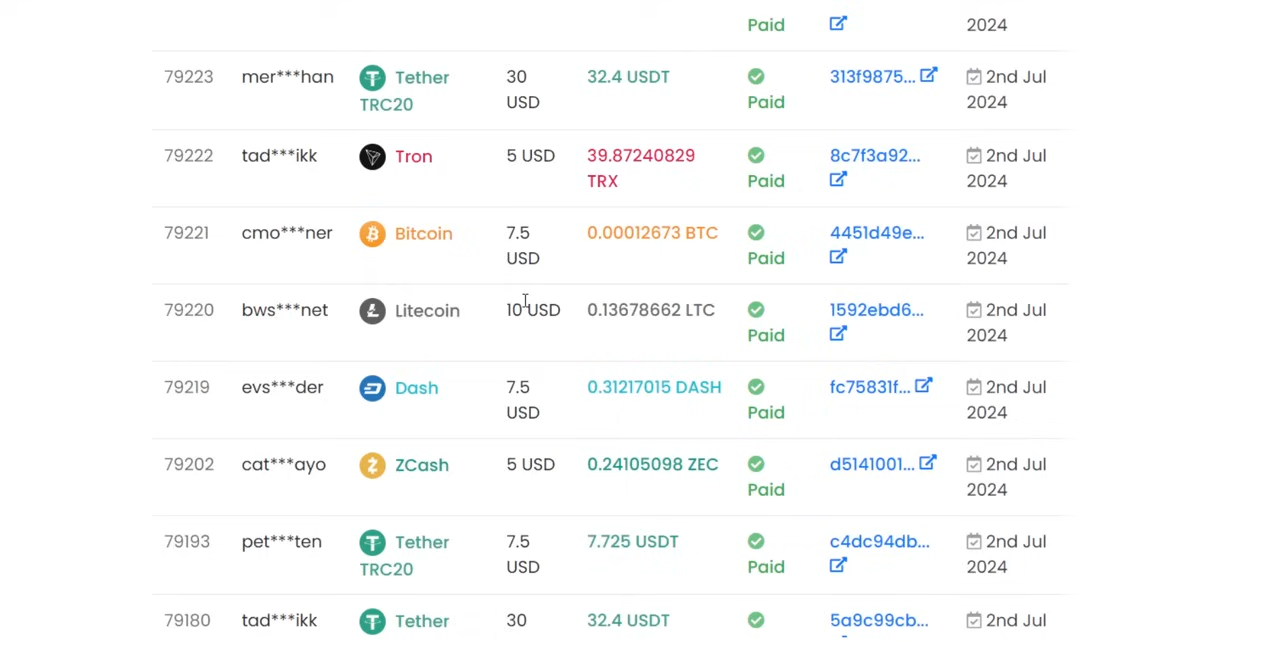 Paid 2024
79223 mer***han Tether 30 32.4 USDT 313f9875... 2nd Jul
TRC20 USD Paid 2024
79222 tad***ikk Tron 5 USD 39.87240829 8c7f3a92... 2nd Jul
TRX Paid 2024
79221 cmo***ner Bitcoin 7.5 0.00012673 BTC 4451d49e... 2nd Jul
USD Paid 2024
79220 bws***net Litecoin 10 USD 0.13678662 LTC 1592ebd6... 2nd Jul
Paid 2024
79219 evs***der Dash 7.5 0.31217015 DASH fc75831f... 2nd Jul
USD Paid 2024
79202 cat***ayo ZCash 5 USD 0.24105098 ZEC d5141001... 2nd Jul
Paid 2024
79193 pet***ten Tether 7.5 7.725 USDT c4dc94db... 2nd Jul
TRC20 USD Paid 2024
79180 tad***ikk Tether 30 32.4 USDT 5a9c99cb... 2nd Jul